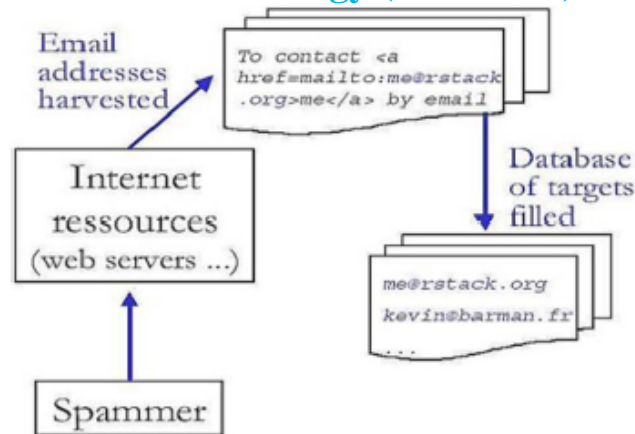 Email
addresses
harvested
To contact <a
href=mailto:me@rstack
.org>me</a> by email
Internet
ressources
(web servers ...)
Database
of targets
filled
me@rstack.org
kevin@barman.fr
...
Spammer